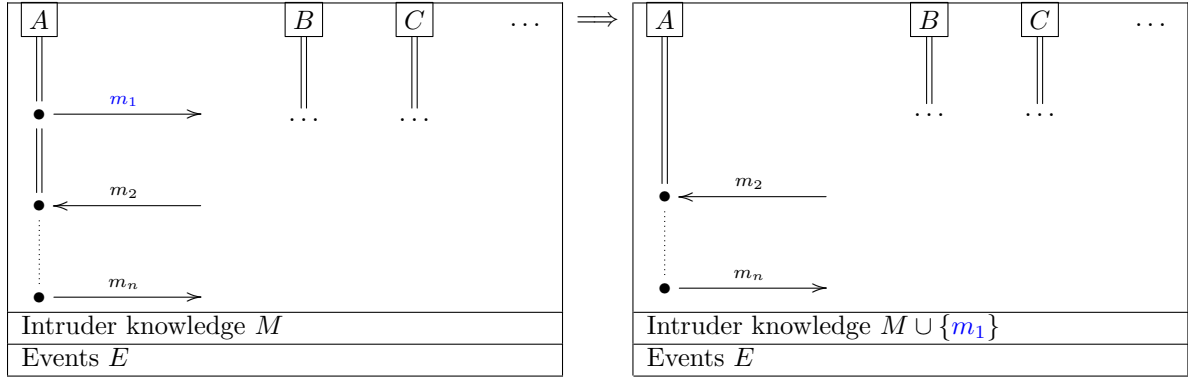 A B C … ⟹ A B C …
m₁ … … … …
m₂ m₂
mₙ mₙ
Intruder knowledge M Intruder knowledge M ∪ {m₁}
Events E Events E